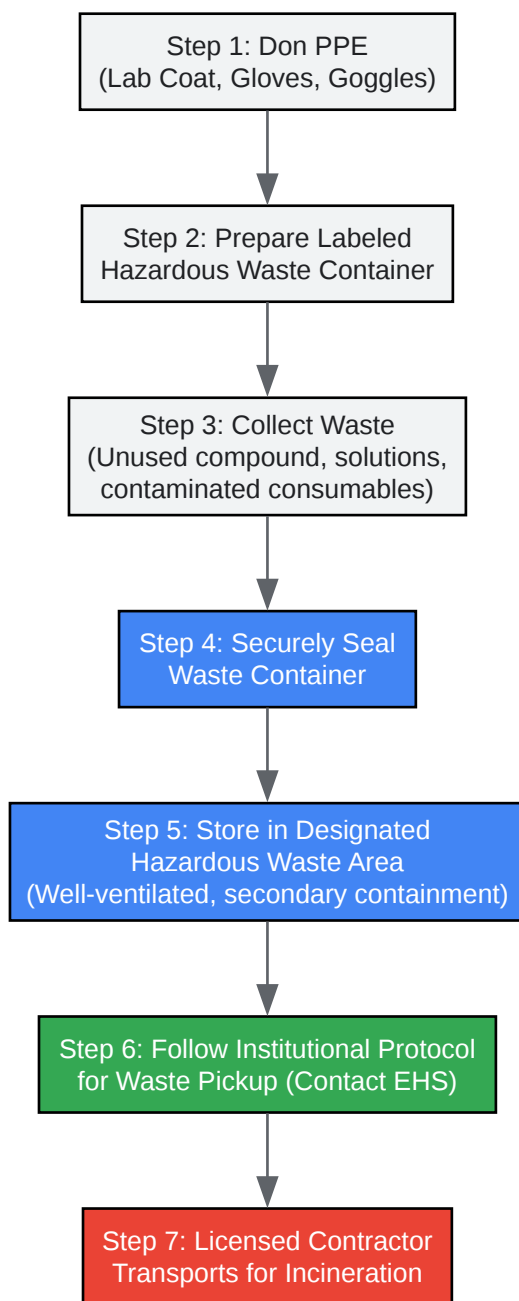 Step 1: Don PPE
(Lab Coat, Gloves, Goggles)
Step 2: Prepare Labeled
Hazardous Waste Container
Step 3: Collect Waste
(Unused compound, solutions,
contaminated consumables)
Step 4: Securely Seal
Waste Container
Step 5: Store in Designated
Hazardous Waste Area
(Well-ventilated, secondary containment)
Step 6: Follow Institutional Protocol
for Waste Pickup (Contact EHS)
Step 7: Licensed Contractor
Transports for Incineration